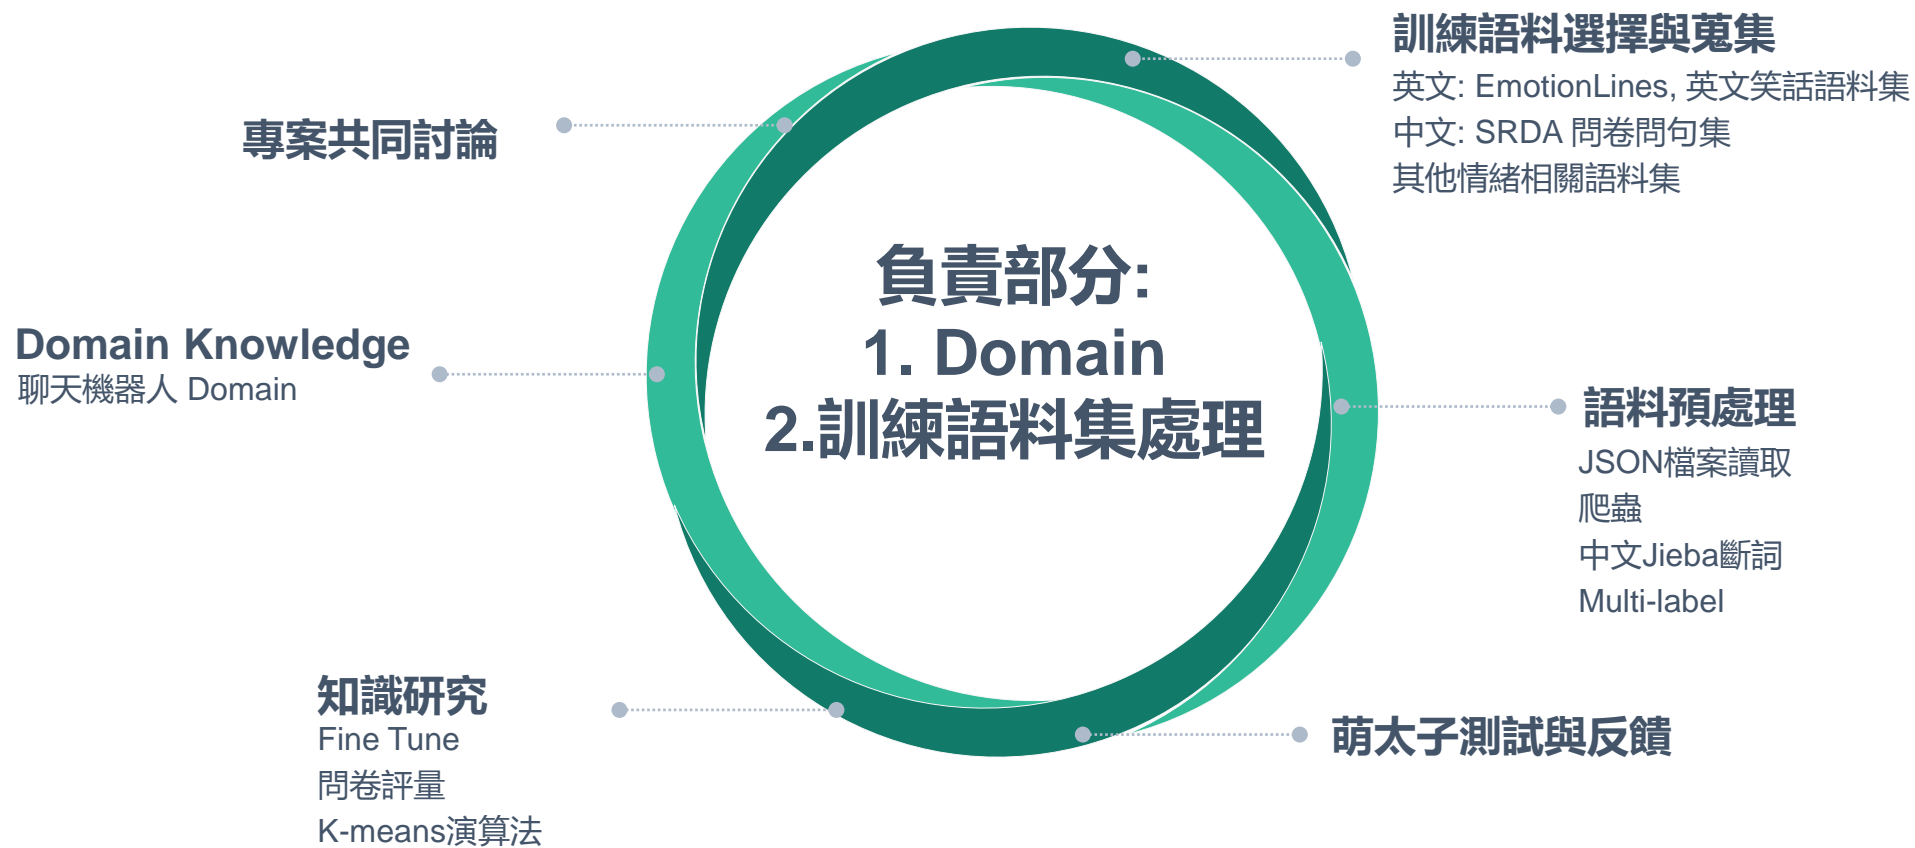 專案共同討論
Domain Knowledge
聊天機器人 Domain
知識研究
Fine Tune
問卷評量
K-means演算法
負責部分:
1. Domain
2.訓練語料集處理
訓練語料選擇與蒐集
英文: EmotionLines, 英文笑話語料集
中文: SRDA 問卷問句集
其他情緒相關語料集
語料預處理
JSON檔案讀取
爬蟲
中文Jieba斷詞
Multi-label
萌太子測試與反饋